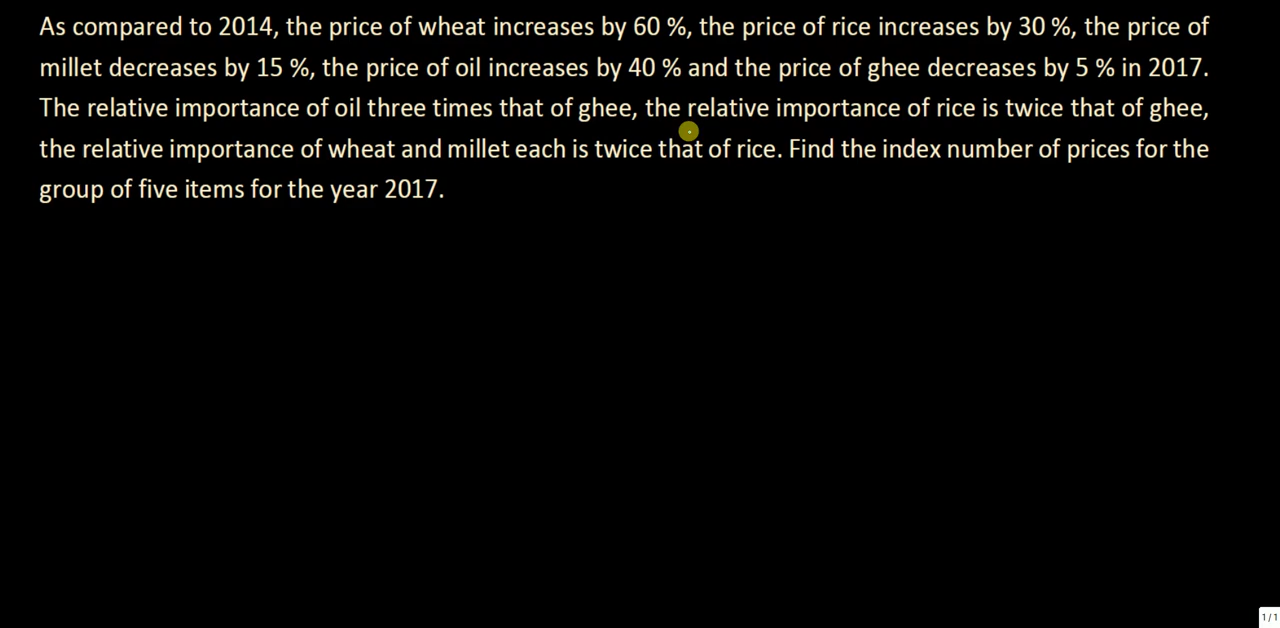 As compared to 2014, the price of wheat increases by 60 %, the price of rice increases by 30 %, the price of
millet decreases by 15 %, the price of oil increases by 40 % and the price of ghee decreases by 5 % in 2017.
The relative importance of oil three times that of ghee, the relative importance of rice is twice that of ghee,
the relative importance of wheat and millet each is twice that of rice. Find the index number of prices for the
group of five items for the year 2017.
1/1